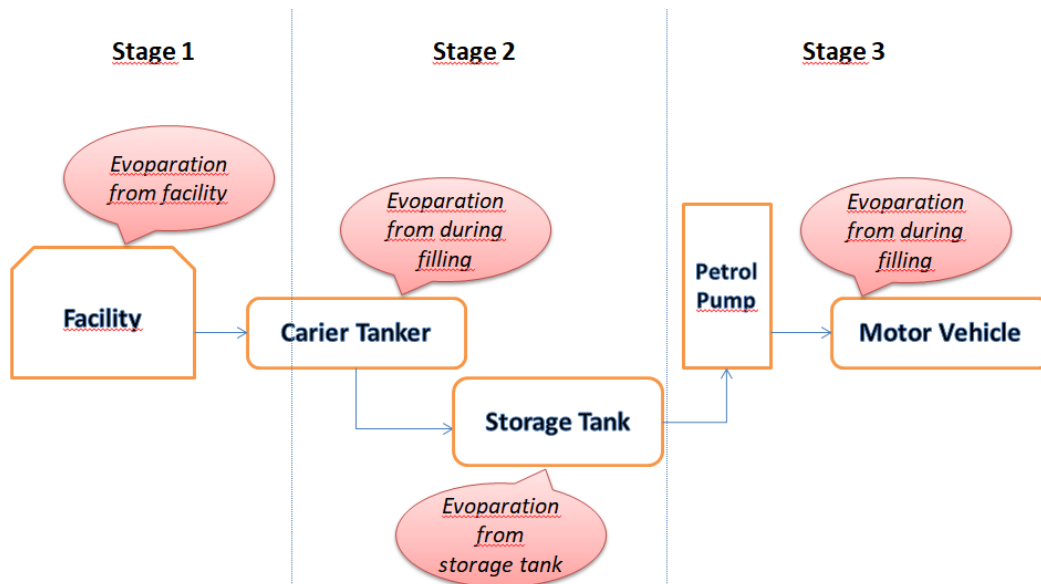 Stage 1
Stage 2
Stage 3
Evoparation
from facility
Evoparation
from during
filling
Evoparation
from during
filling
Facility
Carier Tanker
Petrol
Pump
Motor Vehicle
Storage Tank
Evoparation
from
storage tank